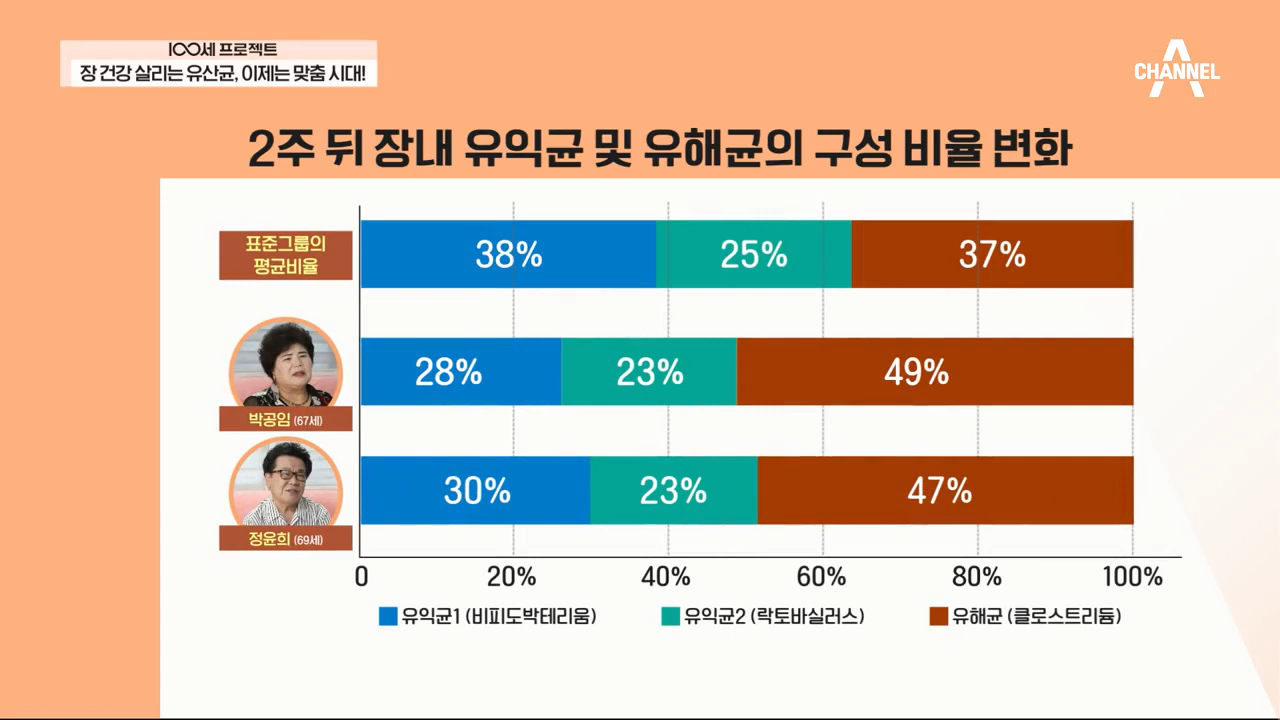 100세 프로젝트
장 건강 살리는 유산균, 이제는 맞춤 시대!
CHANNEL A
2주 뒤 장내 유익균 및 유해균의 구성 비율 변화
표준그룹의
평균비율
38% 25% 37%
28% 23% 49%
박공임 (67세)
30% 23% 47%
정윤희 (69세)
0 20% 40% 60% 80% 100%
유익균1 (비피도박테리움) 유익균2 (락토바실러스) 유해균 (클로스트리듐)